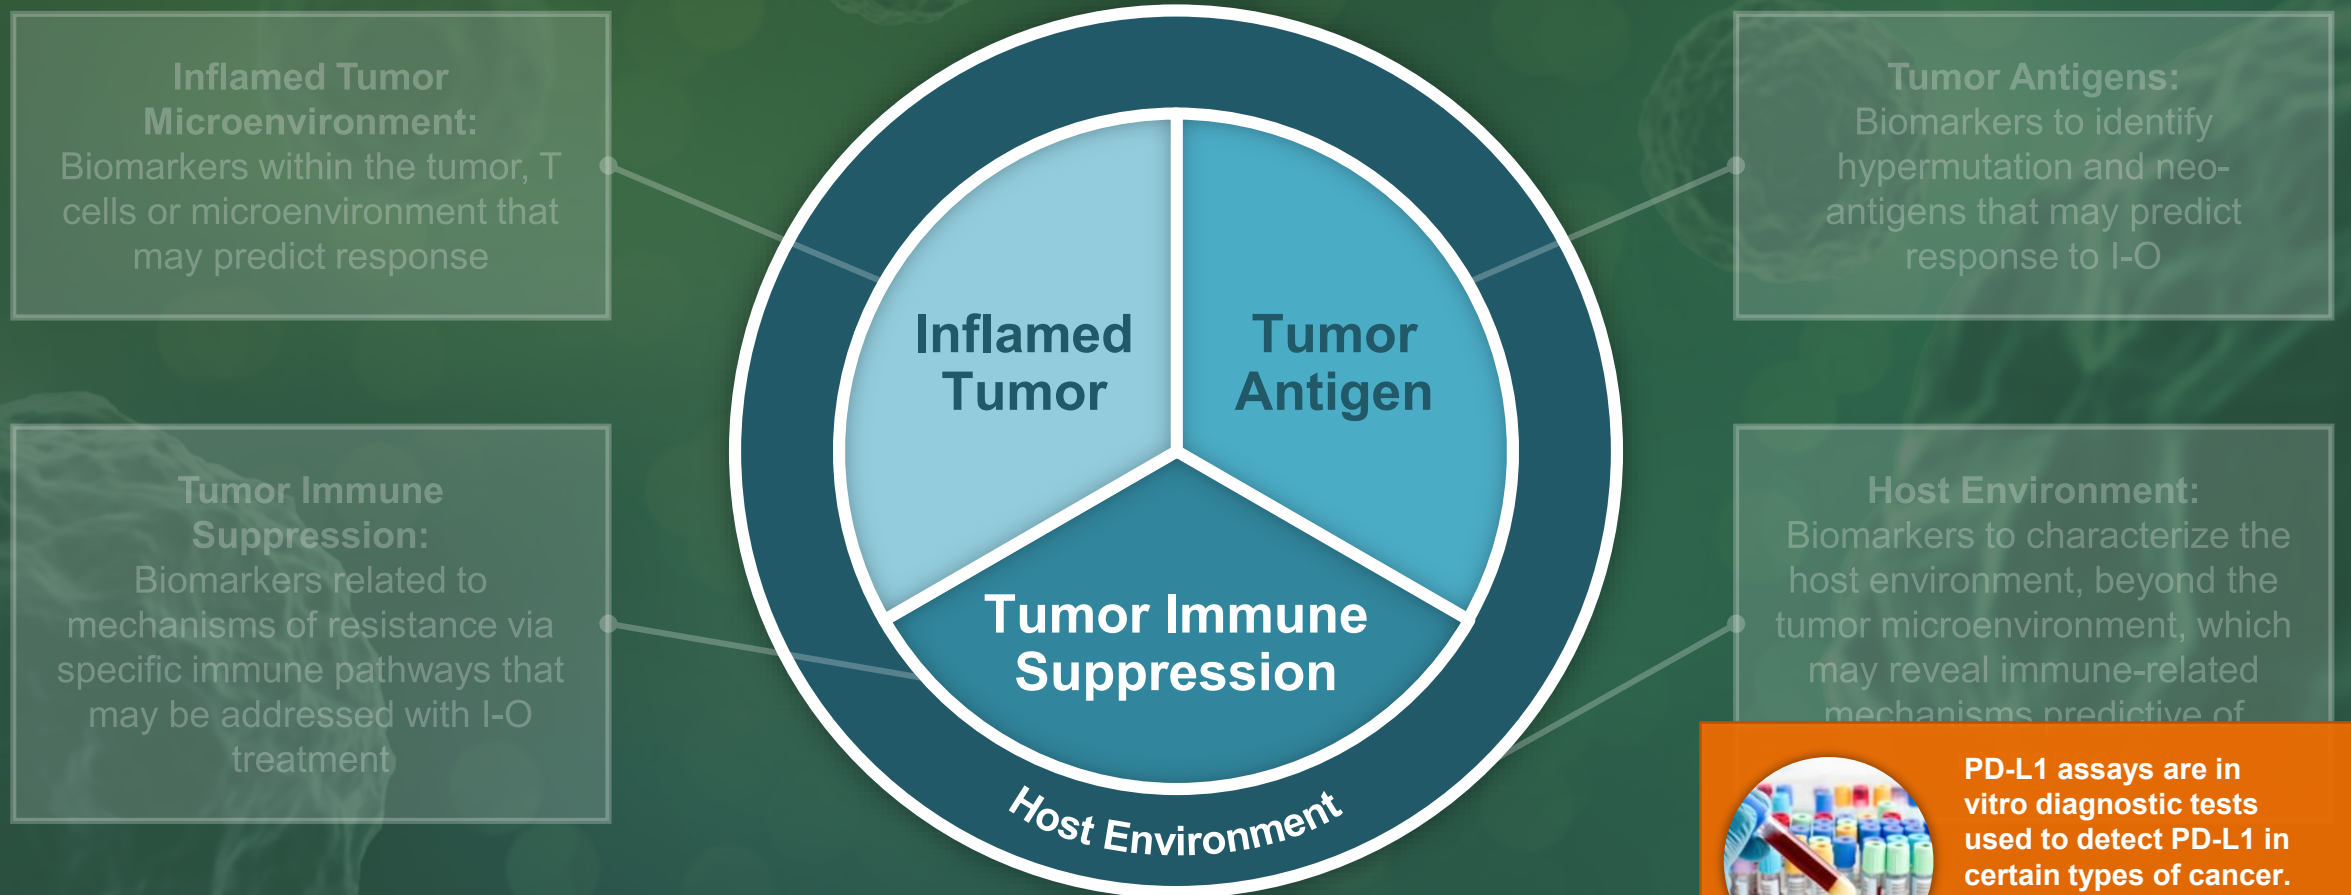 Inflamed Tumor
Microenvironment:
Biomarkers within the tumor, T
cells or microenvironment that
may predict response
Tumor Antigens:
Biomarkers to identify
hypermutation and neo-
antigens that may predict
response to I-O
Inflamed
Tumor
Tumor
Antigen
Tumor Immune
Suppression
Host Environment
Tumor Immune
Suppression:
Biomarkers related to
mechanisms of resistance via
specific immune pathways that
may be addressed with I-O
treatment
Host Environment:
Biomarkers to characterize the
host environment, beyond the
tumor microenvironment, which
may reveal immune-related
mechanisms predictive of
PD-L1 assays are in
vitro diagnostic tests
used to detect PD-L1 in
certain types of cancer.